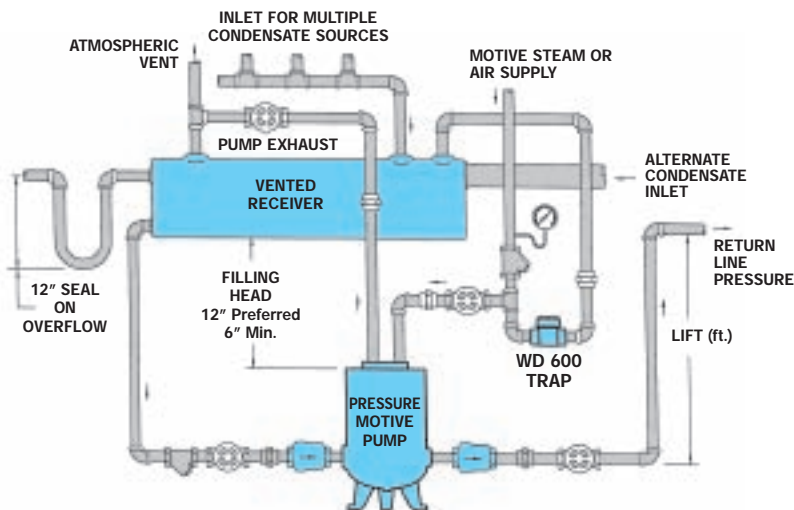 INLET FOR MULTIPLE
CONDENSATE SOURCES
ATMOSPHERIC
VENT
MOTIVE STEAM OR
AIR SUPPLY
PUMP EXHAUST
VENTED
RECEIVER
ALTERNATE
CONDENSATE
INLET
RETURN
LINE
PRESSURE
12" SEAL
ON
OVERFLOW
FILLING
HEAD
12" Preferred
6" Min.
LIFT (ft.)
WD 600
TRAP
PRESSURE
MOTIVE
PUMP